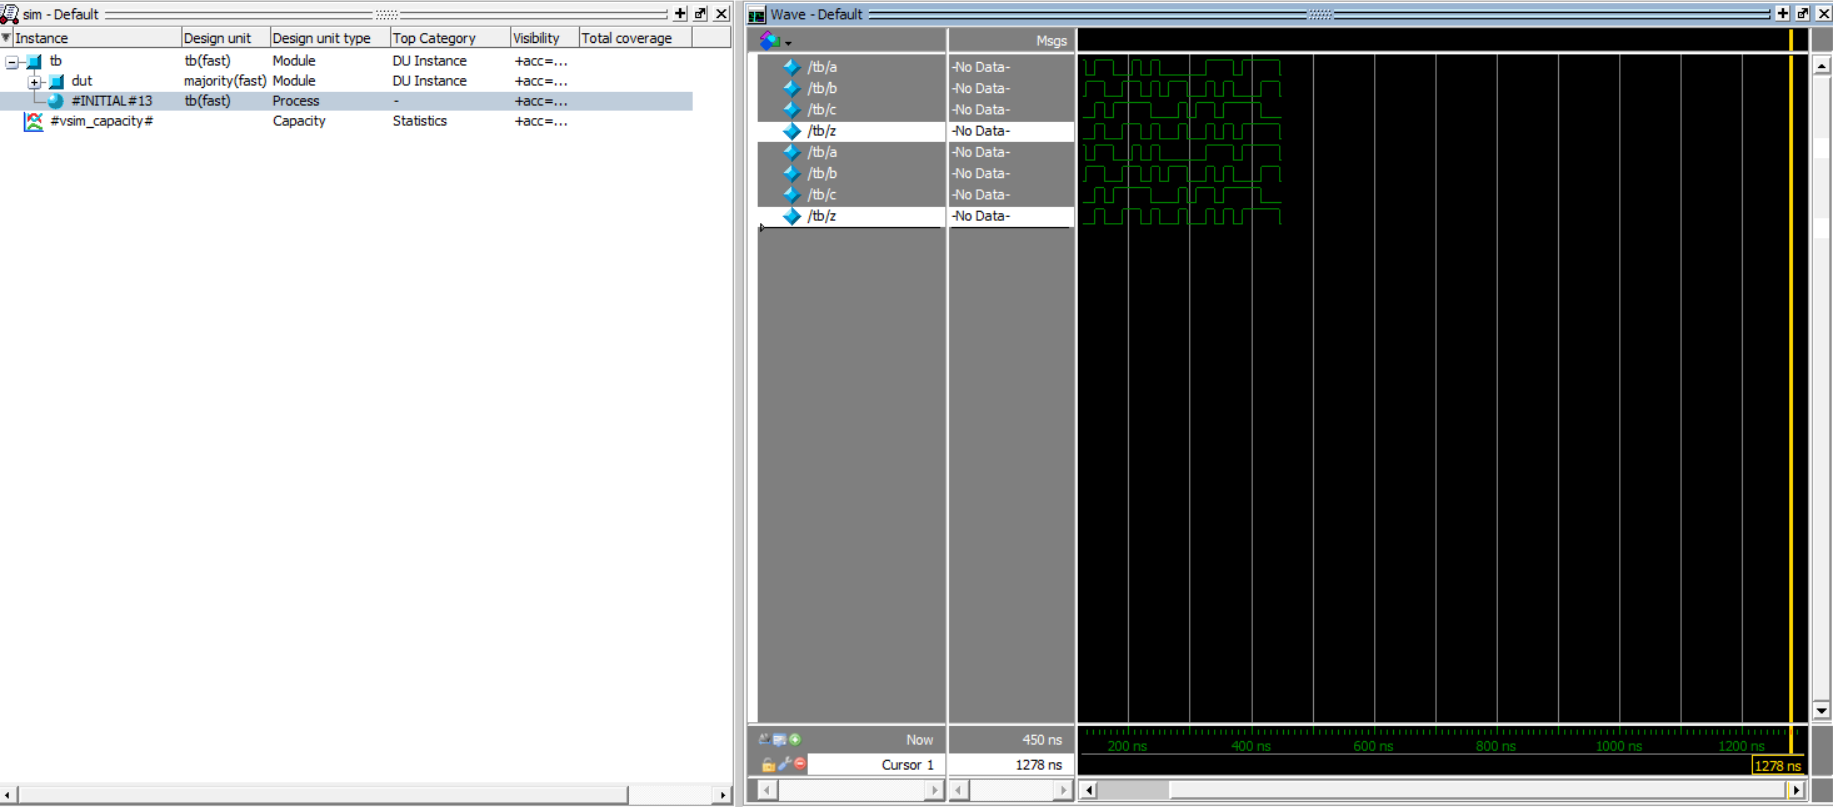 sim - Default
Instance Design unit Design unit type Top Category Visibility Total coverage
tb tb(fast) Module DU Instance +acc=...
dut majority(fast) Module DU Instance +acc=...
#INITIAL#13 tb(fast) Process - +acc=...
#vsim_capacity# Capacity Statistics +acc=...
Wave - Default
Msgs
/tb/a -No Data-
/tb/b -No Data-
/tb/c -No Data-
/tb/z -No Data-
/tb/a -No Data-
/tb/b -No Data-
/tb/c -No Data-
/tb/z -No Data-
Now 450 ns 200 ns 400 ns 600 ns 800 ns 1000 ns 1200 ns
Cursor 1 1278 ns 1278 ns